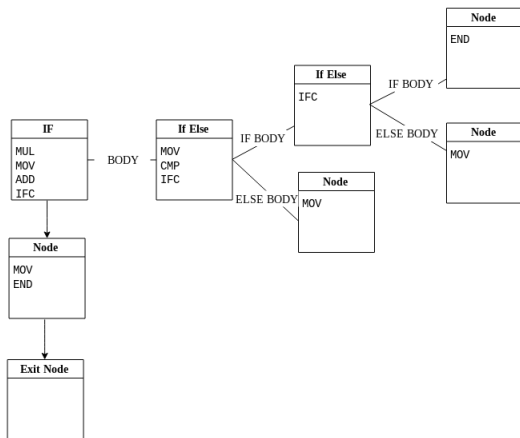 Node
END
If Else
IFC
IF BODY
ELSE BODY
Node
MOV
IF
MUL
MOV
ADD
IFC
BODY
If Else
MOV
CMP
IFC
IF BODY
ELSE BODY
Node
MOV
Node
MOV
END
Exit Node